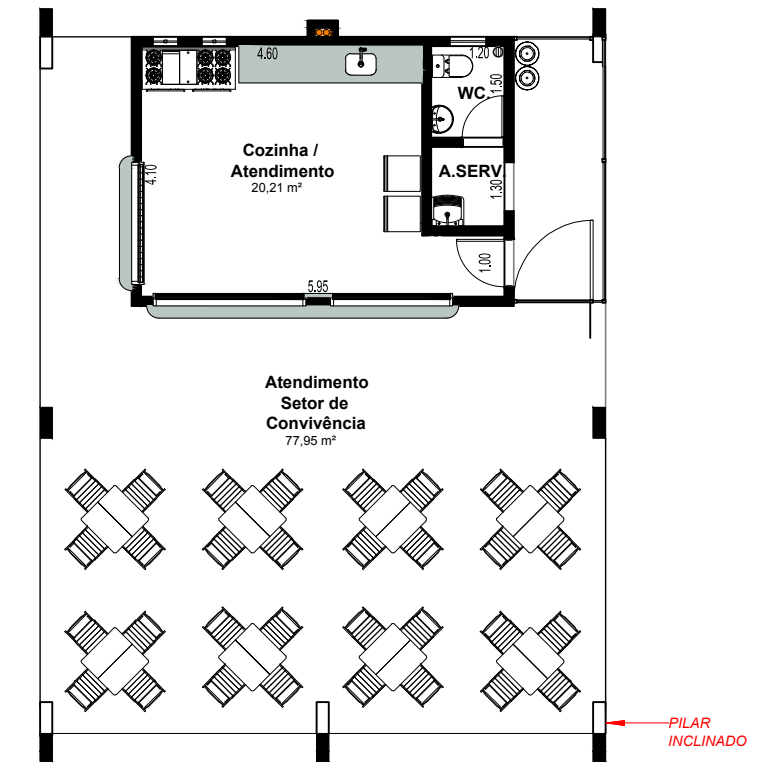 4.60
1.20
1.50
WC.
Cozinha /
Atendimento
20,21 m²
4.10
A.SERV.
1.30
1.00
5.95
Atendimento
Setor de
Convivência
77,95 m²
PILAR
INCLINADO